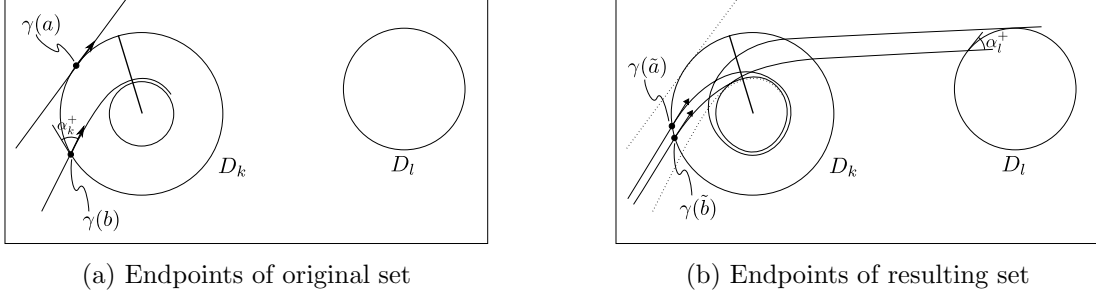 γ(a)
α_k^+
D_k
γ(b)
D_l
(a) Endpoints of original set
γ(ã)
α_l^+
D_k
γ(b̃)
D_l
(b) Endpoints of resulting set